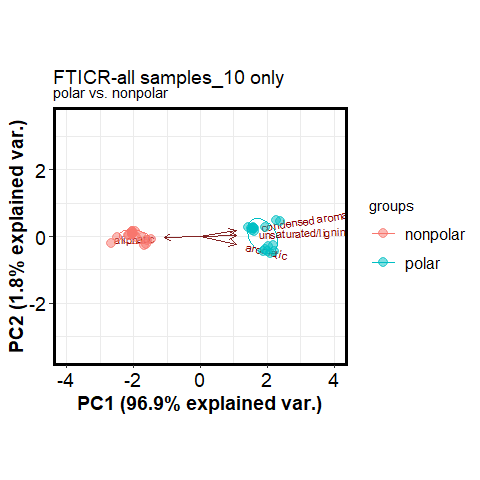 FTICR-all samples_10 only
polar vs. nonpolar
PC2 (1.8% explained var.)
2
0
-2
condensed aroma
unsaturated/lignin
aliphatic
aromatic
-4
-2
0
2
4
PC1 (96.9% explained var.)
groups
nonpolar
polar